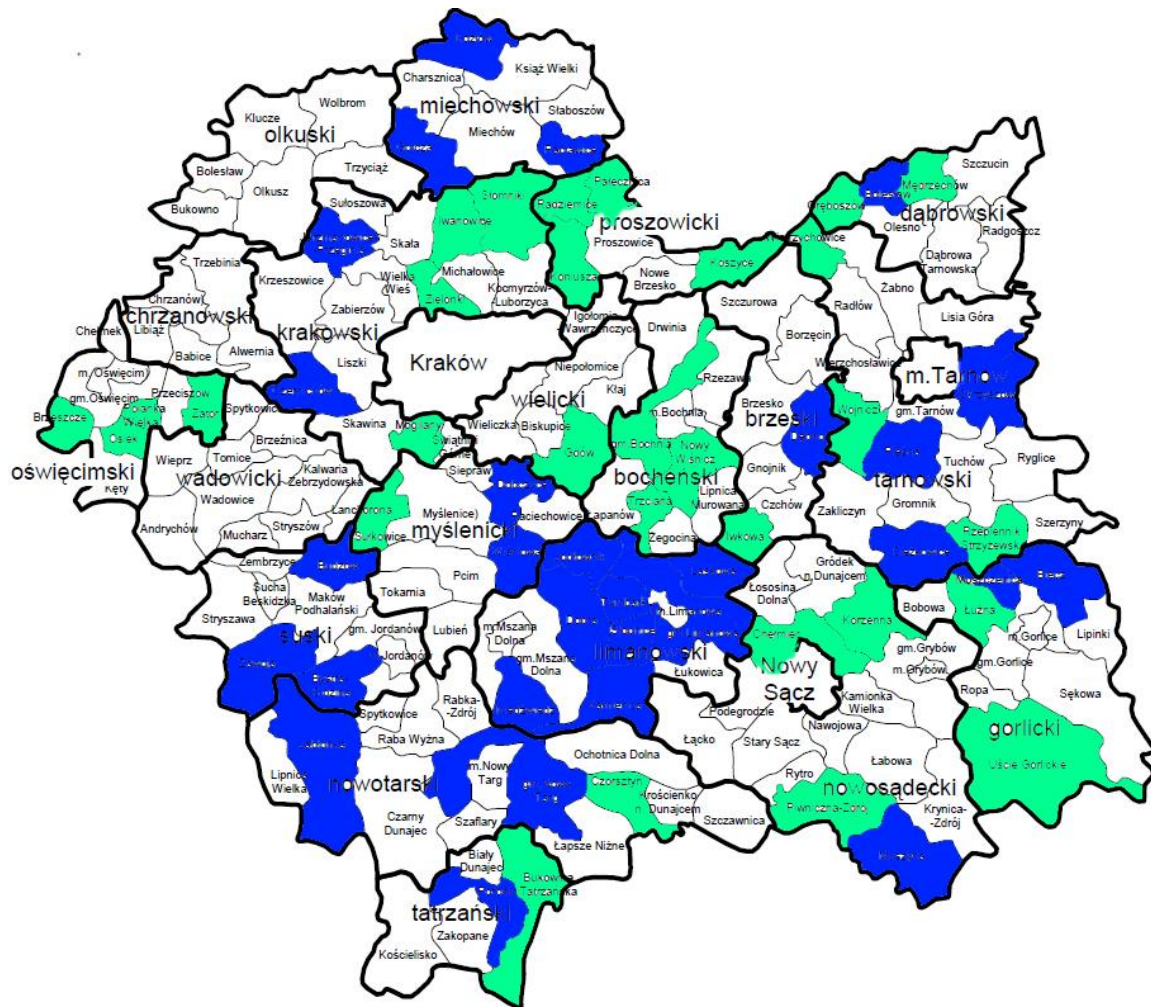 Charsznica
Książ Wielki
Wolbrom
Słaboszów
miechowski
Klucze
olkuski
Miechów
Trzyciąż
Bolesław
Olkusz
Bukowno
Szczucin
Mędrzechów
Bolesław
Gręboszów
dąbrowski
Olesno
Radgoszcz
Dąbrowa
Tarnowska
Pałecznica
Słomniki
Radziemice
Iwanowice
proszowicki
Sułoszowa
Skała
Proszowice
Koszyce
Koniusza
Nowe
Brzesko
Michałowice
Wielka
Wieś
Zielonki
Kocmyrzów-
Luborzyca
Krzeszowice
Zabierzów
krakowski
Trzebinia
Chrzanów
chrzanowski
Chełmek
Libiąż
Babice
Alwernia
Liszki
Kraków
Igołomia
Wawrzeńczyce
Drwinia
Szczurowa
Borzęcin
Radłów
Żabno
Lisia Góra
Wierzchosławice
m.Tarnów
m. Oświęcim
gm.Oświęcim
Przeciszów
Polanka
Wielka
Zator
Brzeszcze
Osiek
Spytkowice
oświęcimski
Kęty
Brzeźnica
Skawina
Mogilany
Świątniki
Górne
Niepołomice
Kłaj
wielicki
Wieliczka
Biskupice
Gdów
Rzezawa
m.Bochnia
gm.Bochnia
Nowy
Wiśnicz
bocheński
Trzciana
Lipnica
Murowana
Łapanów
Żegocina
Brzesko
brzeski
Dębno
Gnojnik
Czchów
Iwkowa
Wojnicz
gm.Tarnów
Pleśna
Tuchów
tarnowski
Ryglice
Zakliczyn
Gromnik
Rzepiennik
Strzyżewski
Szerzyny
Wieprz
Tomice
wadowicki
Kalwaria
Zebrzydowska
Wadowice
Andrychów
Mucharz
Stryszów
Lanckorona
Sułkowice
Siepraw
Myślenice)
myślenicki
Raciechowice
Pcim
Tokarnia
Lubień
Zembrzyce
Sucha
Beskidzka
Maków
Podhalański
Stryszawa
suski
gm. Jordanów
Jordanów
m.Mszana
Dolna
gm.Mszana
Dolna
m.Limanowa
limanowski
Łukowica
Łososina
Dolna
Gródek
n.Dunajcem
Chełmiec
Korzenna
Bobowa
Łużna
Lipinki
m.Gorlice
gm.Gorlice
Ropa
Sękowa
gorlicki
Uście Gorlickie
gm.Grybów
m.Grybów
Nowy
Sącz
Kamionka
Wielka
Podegrodzie
Nawojowa
Łącko
Stary Sącz
Łabowa
Rytro
nowosądecki
Piwniczna-Zdrój
Krynica-
-Zdrój
Rabka-
-Zdrój
Spytkowice
Raba Wyżna
Lipnica
Wielka
nowotarski
m.Nowy
Targ
Ochotnica Dolna
Czorsztyn
Krościenko
n. Dunajcem
Szczawnica
Czarny
Dunajec
Szaflary
Łapsze Niżne
Biały
Dunajec
Bukowina
Tatrzańska
tatrzański
Zakopane
Kościelisko